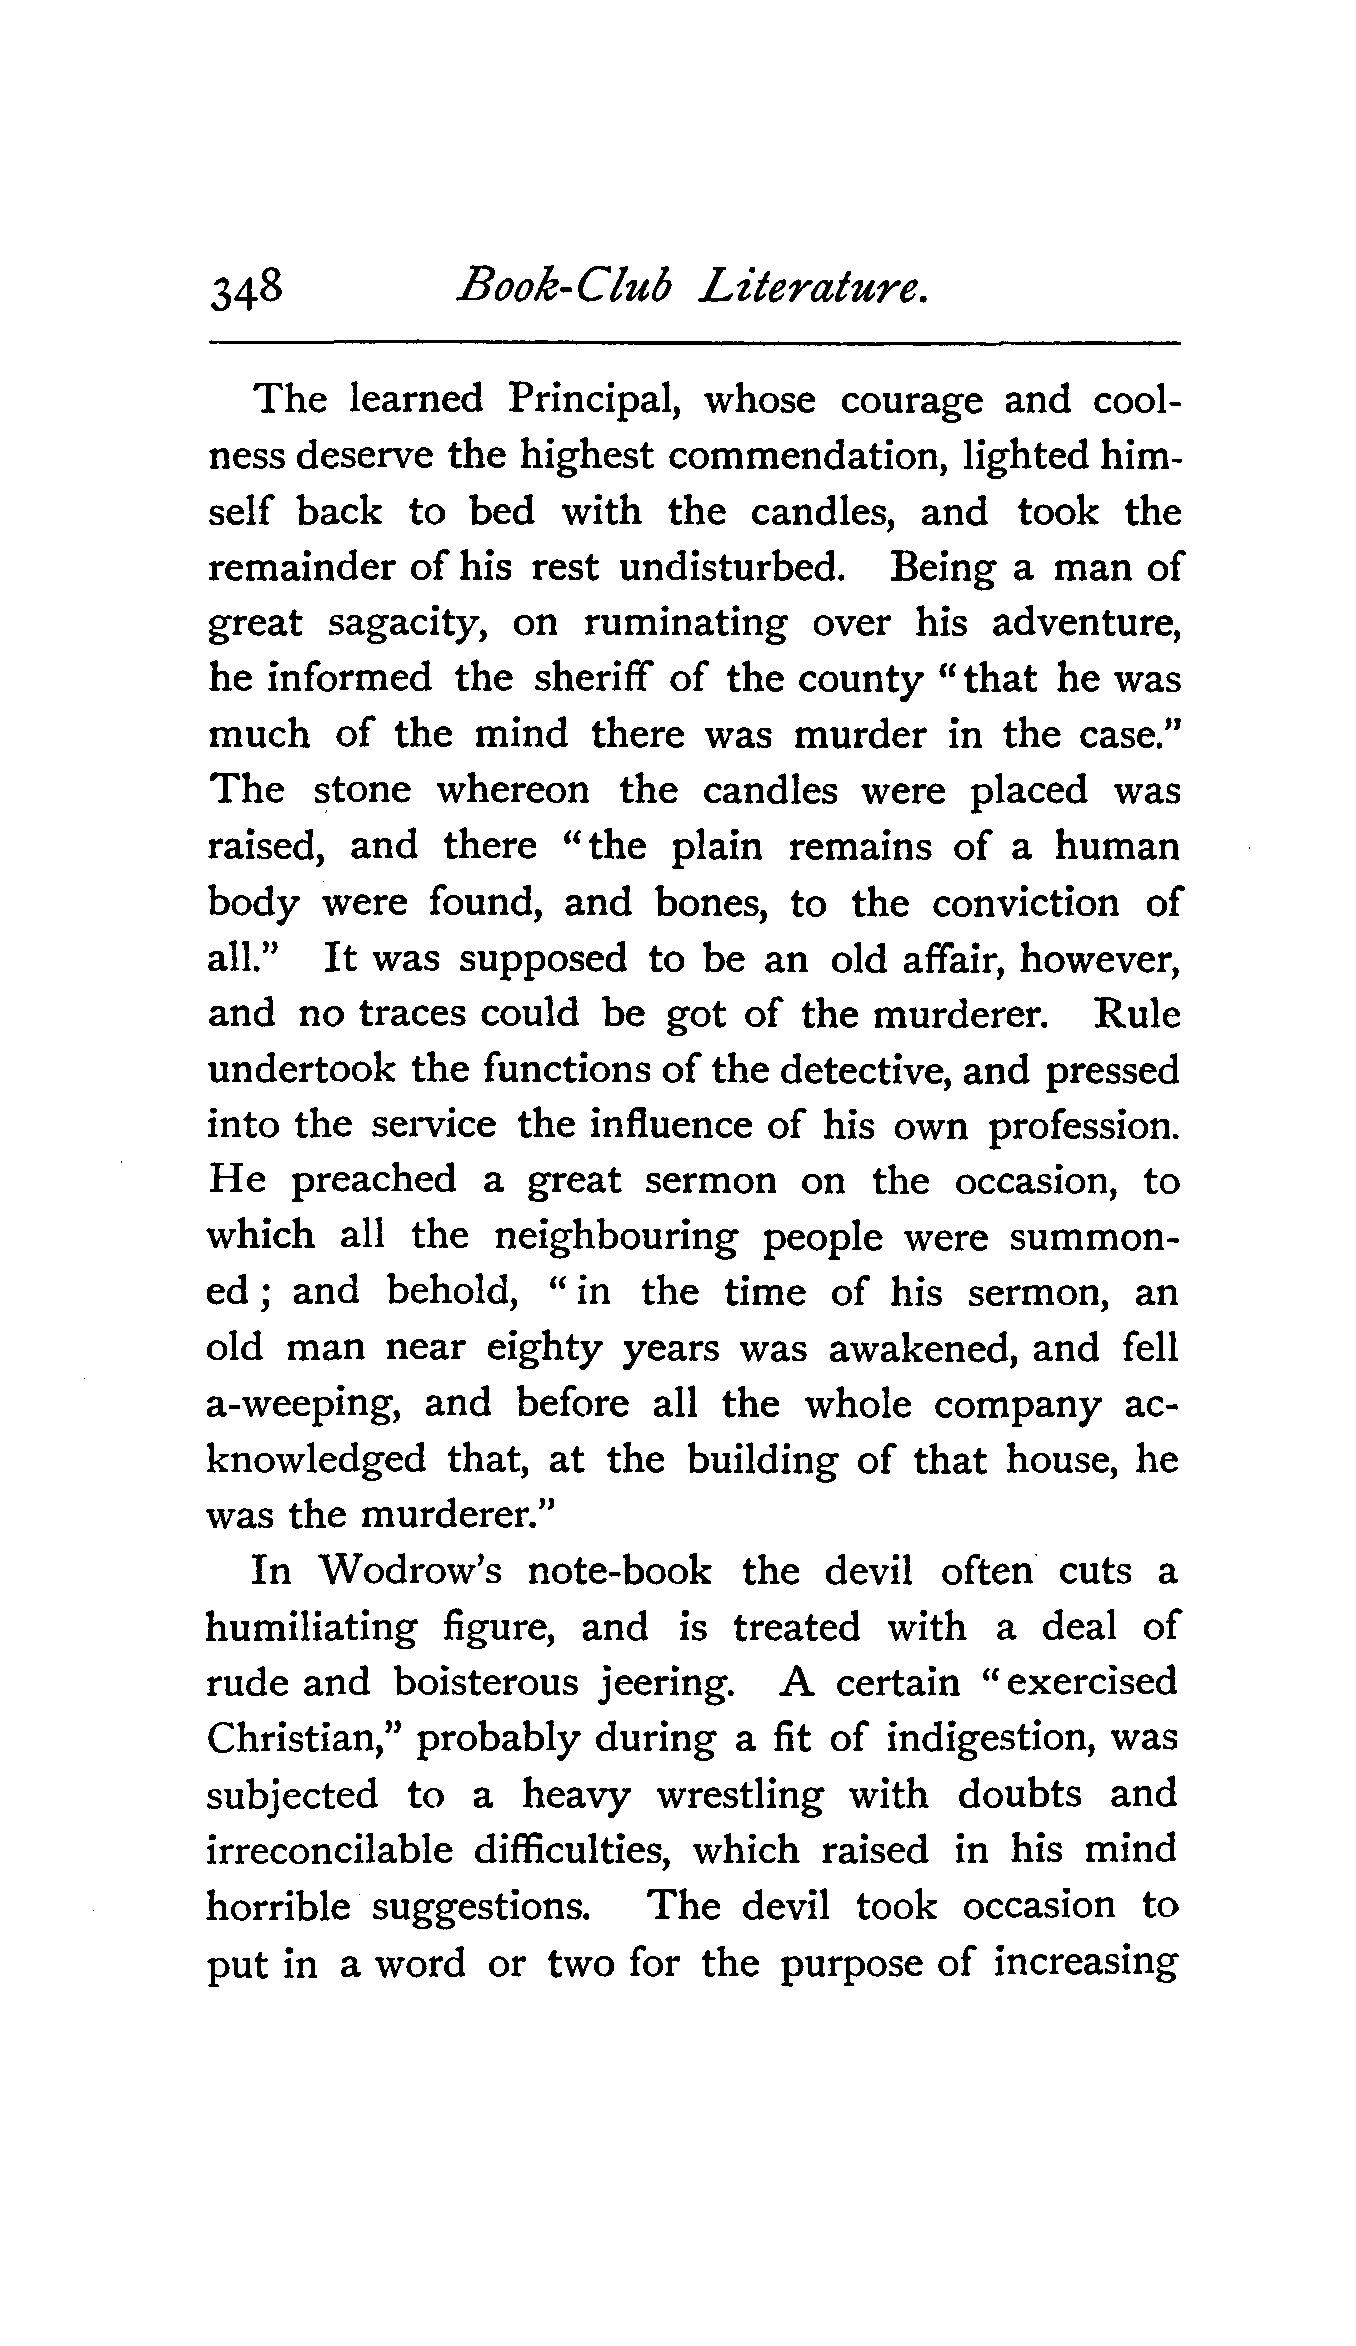 348 Book-Club Literature.
The learned Principal, whose courage and cool-
ness deserve the highest commendation, lighted him-
self back to bed with the candles, and took the
remainder of his rest undisturbed. Being a man of
great sagacity, on ruminating over his adventure,
he informed the sheriff of the county "that he was
much of the mind there was murder in the case."
The stone whereon the candles were placed was
raised, and there "the plain remains of a human
body were found, and bones, to the conviction of
all." It was supposed to be an old affair, however,
and no traces could be got of the murderer. Rule
undertook the functions of the detective, and pressed
into the service the influence of his own profession.
He preached a great sermon on the occasion, to
which all the neighbouring people were summon-
ed; and behold, "in the time of his sermon, an
old man near eighty years was awakened, and fell
a-weeping, and before all the whole company ac-
knowledged that, at the building of that house, he
was the murderer."
In Wodrow's note-book the devil often cuts a
humiliating figure, and is treated with a deal of
rude and boisterous jeering. A certain "exercised
Christian," probably during a fit of indigestion, was
subjected to a heavy wrestling with doubts and
irreconcilable difficulties, which raised in his mind
horrible suggestions. The devil took occasion to
put in a word or two for the purpose of increasing